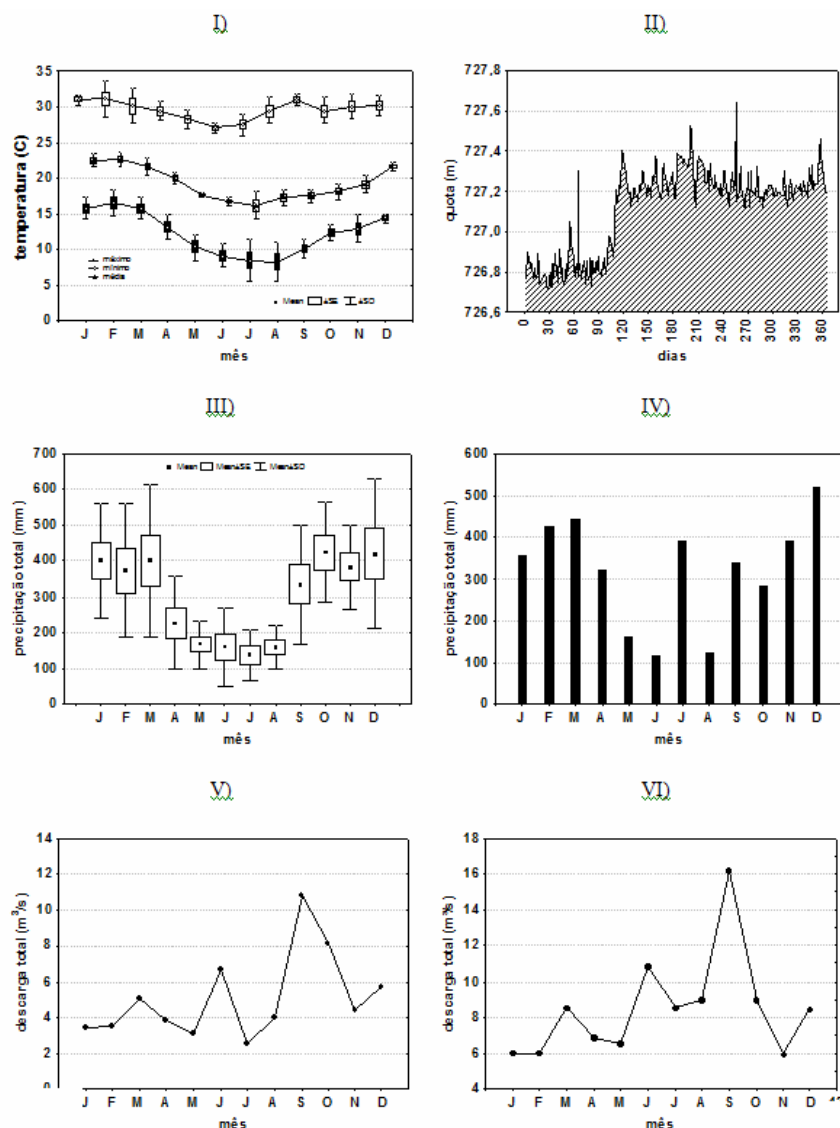 I)
35
30
25
20
15
10
5
0
temperatura (C)
máximo
mínimo
média
Mean ±SE ±SD
J F M A M J J A S O N D
mês
II)
727,8
727,6
727,4
727,2
727,0
726,8
726,6
quota (m)
0 30 60 90 120 150 180 210 240 270 300 330 360
dias
III)
700
600
500
400
300
200
100
0
precipitação total (mm)
Mean Mean±SE Mean±SD
J F M A M J J A S O N D
mês
IV)
600
500
400
300
200
100
0
precipitação total (mm)
J F M A M J J A S O N D
mês
V)
14
12
10
8
6
4
2
0
descarga total (m³/s)
J F M A M J J A S O N D
mês
VI)
18
16
14
12
10
8
6
4
descarga total (m³/s)
J F M A M J J A S O N D
mês